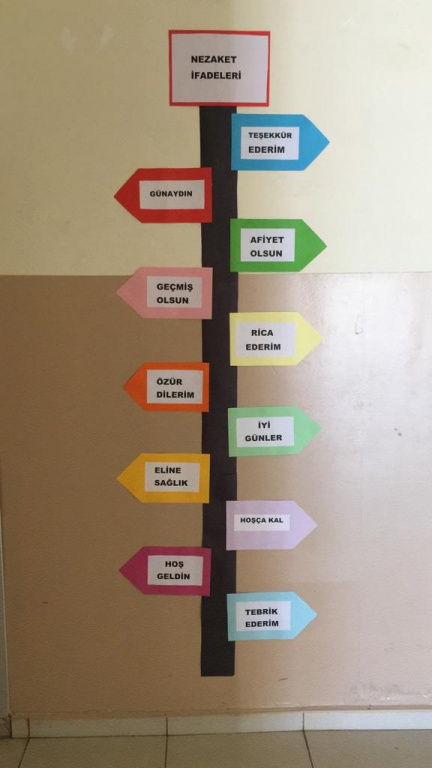 NEZAKET
İFADELERİ
TEŞEKKÜR
EDERİM
GÜNAYDIN
AFİYET
OLSUN
GEÇMİŞ
OLSUN
RİCA
EDERİM
ÖZÜR
DİLERİM
İYİ
GÜNLER
ELİNE
SAĞLIK
HOŞÇA KAL
HOŞ
GELDİN
TEBRİK
EDERİM